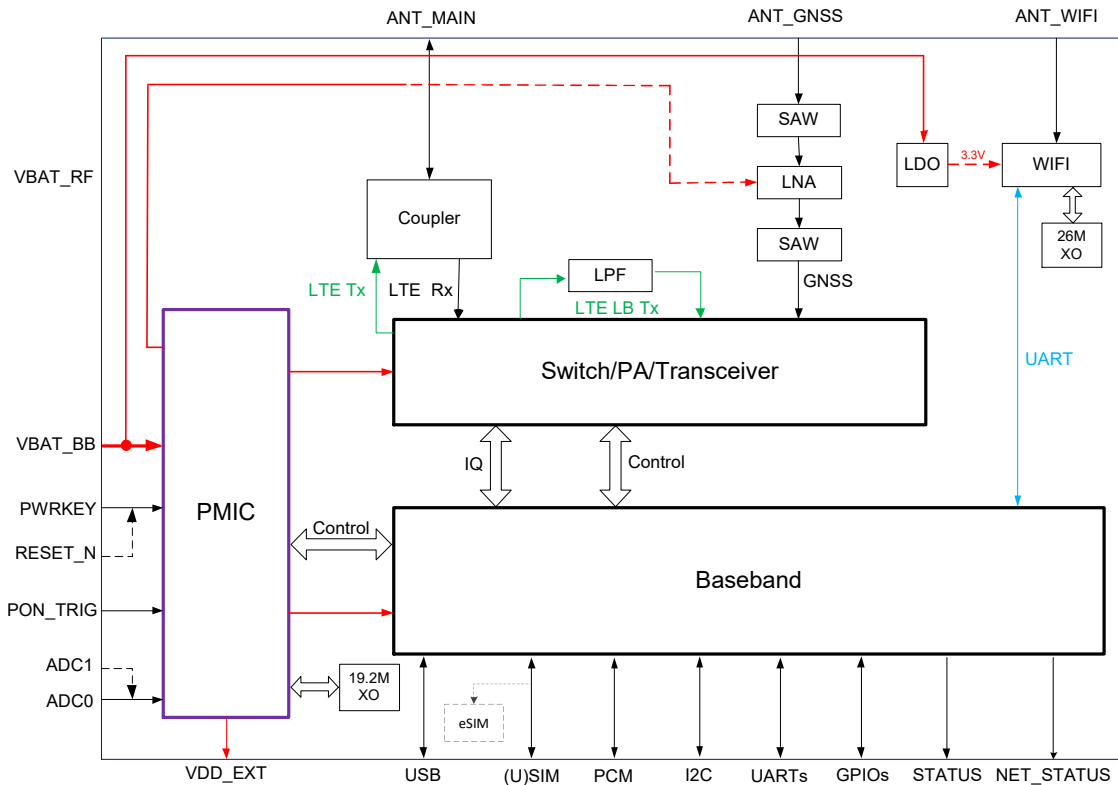 ANT_MAIN
ANT_GNSS
ANT_WIFI
SAW
LDO
3.3V
WIFI
VBAT_RF
LNA
Coupler
26M
XO
SAW
LPF
GNSS
LTE Tx
LTE Rx
LTE LB Tx
Switch/PA/Transceiver
UART
VBAT_BB
IQ
Control
PWRKEY
PMIC
Control
RESET_N
Baseband
PON_TRIG
ADC1
19.2M
XO
ADC0
eSIM
VDD_EXT
USB
(U)SIM
PCM
I2C
UARTs
GPIOs
STATUS
NET_STATUS